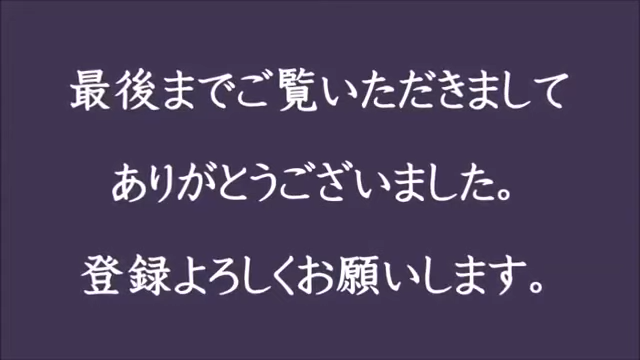 最後までご覧いただきまして
ありがとうございました。
登録よろしくお願いします。